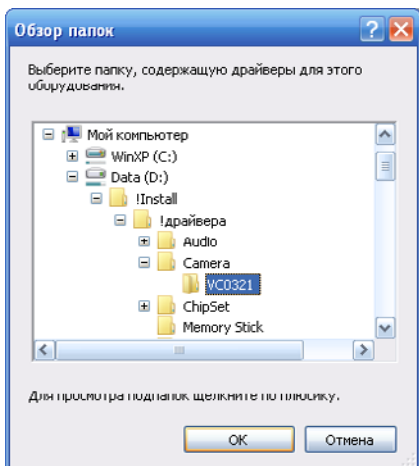 Обзор папок
Выберите папку, содержащую драйверы для этого
оборудования.
Мой компьютер
WinXP (C:)
Data (D:)
!Install
!драйвера
Audio
Camera
VC0321
ChipSet
Memory Stick
Для просмотра подпапок щелкните по плюсику.
OK Отмена